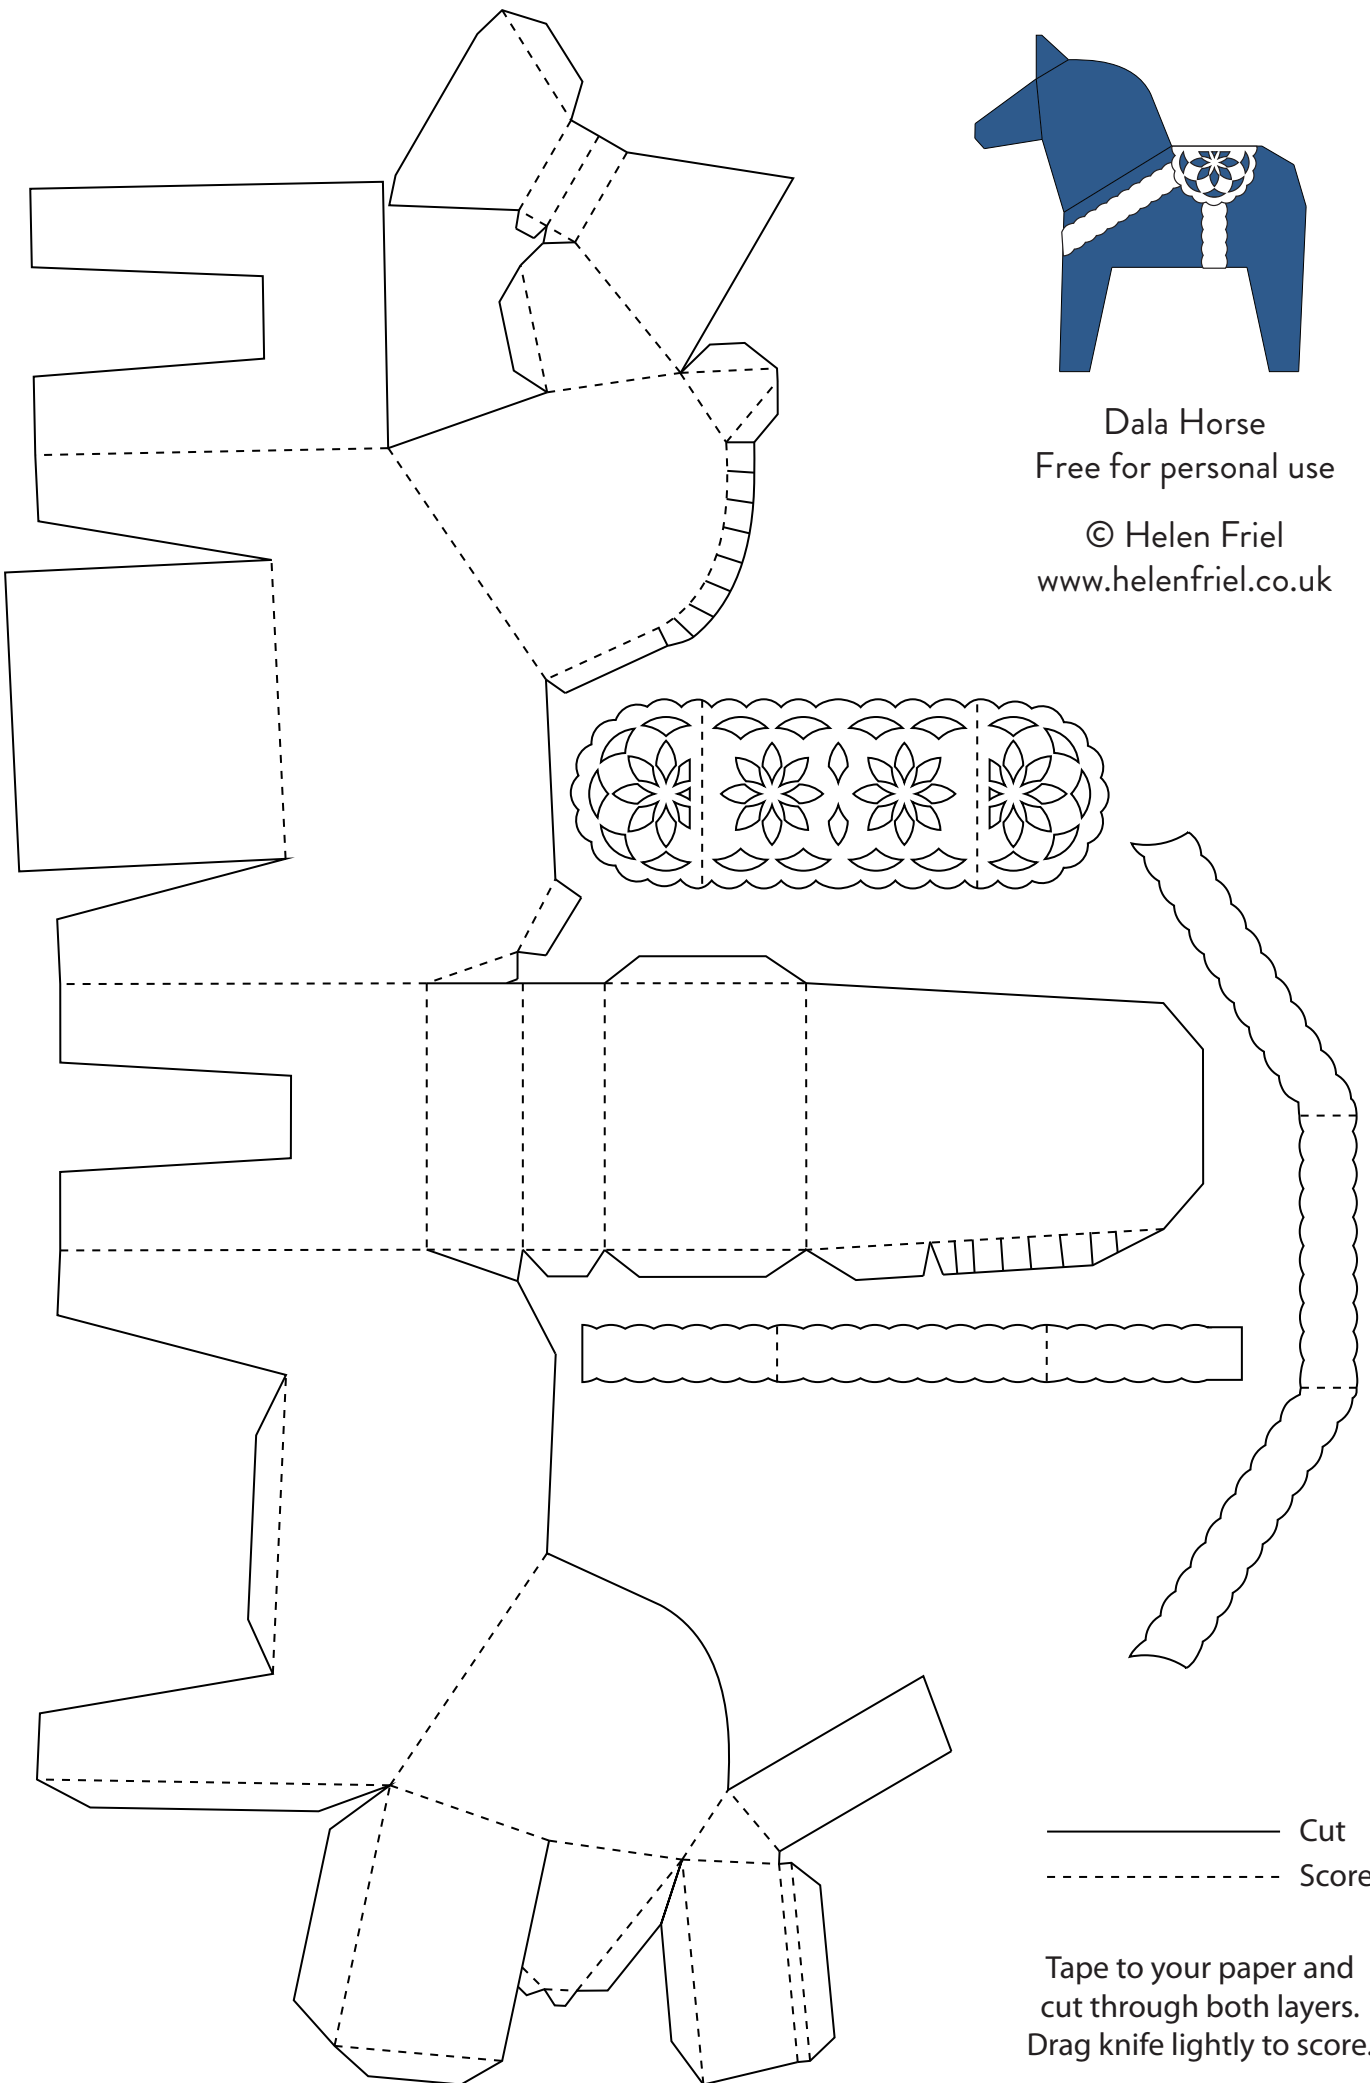 Dala Horse
Free for personal use
© Helen Friel
www.helenfriel.co.uk
Cut
Score
Tape to your paper and
cut through both layers.
Drag knife lightly to score.